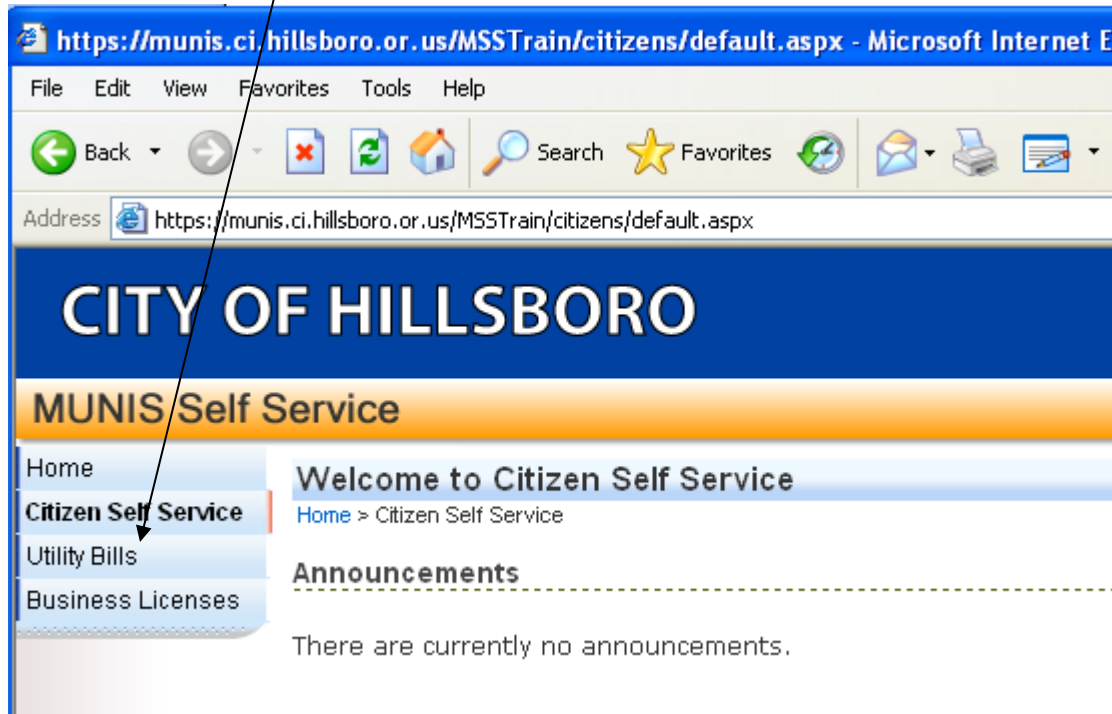 https://munis.ci.hillsboro.or.us/MSSTrain/citizens/default.aspx - Microsoft Internet E
File Edit View Favorites Tools Help
Back Search Favorites
Address https://munis.ci.hillsboro.or.us/MSSTrain/citizens/default.aspx
CITY OF HILLSBORO
MUNIS Self Service
Home
Citizen Self Service
Utility Bills
Business Licenses
Welcome to Citizen Self Service
Home > Citizen Self Service
Announcements
There are currently no announcements.